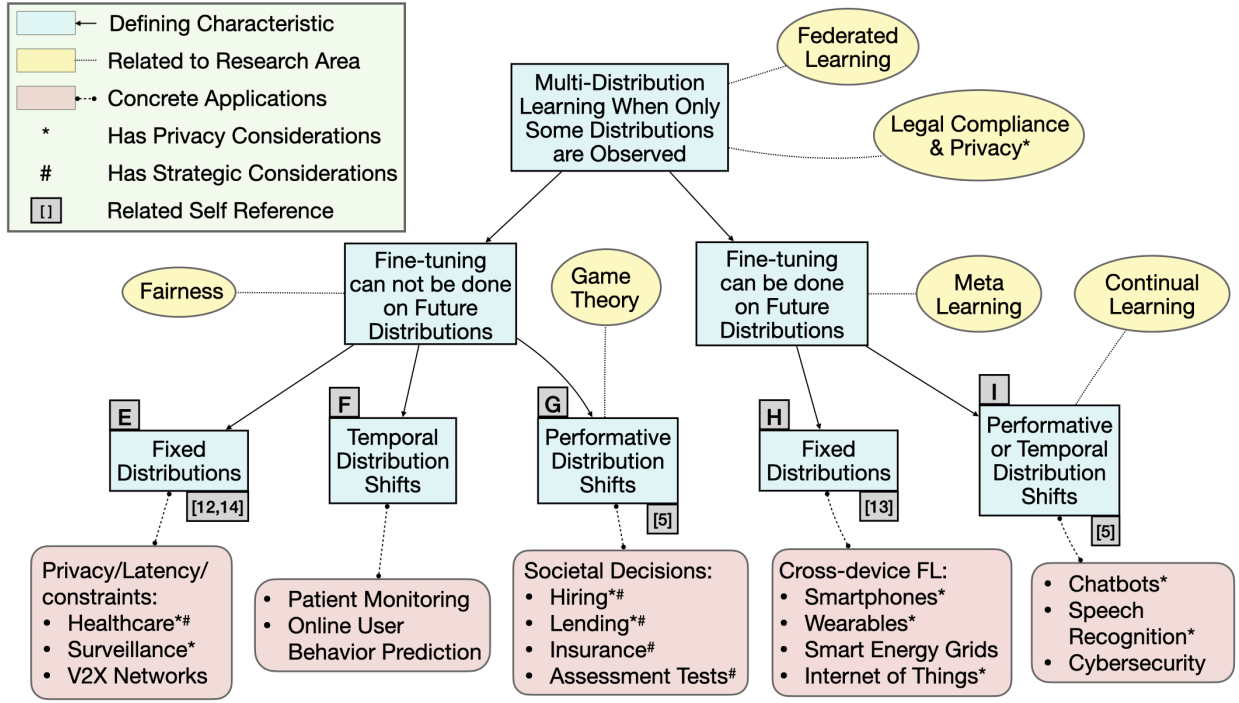 Defining Characteristic
Related to Research Area
Concrete Applications
* Has Privacy Considerations
# Has Strategic Considerations
[ ] Related Self Reference
Federated
Learning
Multi-Distribution
Learning When Only
Some Distributions
are Observed
Legal Compliance
& Privacy*
Fairness
Fine-tuning
can not be done
on Future
Distributions
Game
Theory
Fine-tuning
can be done
on Future
Distributions
Meta
Learning
Continual
Learning
E
Fixed
Distributions
[12,14]
F
Temporal
Distribution
Shifts
G
Performative
Distribution
Shifts
[5]
H
Fixed
Distributions
[13]
I
Performative
or Temporal
Distribution
Shifts
[5]
Privacy/Latency/
constraints:
• Healthcare*#
• Surveillance*
• V2X Networks
• Patient Monitoring
• Online User
Behavior Prediction
Societal Decisions:
• Hiring*#
• Lending*#
• Insurance#
• Assessment Tests#
Cross-device FL:
• Smartphones*
• Wearables*
• Smart Energy Grids
• Internet of Things*
• Chatbots*
• Speech
Recognition*
• Cybersecurity